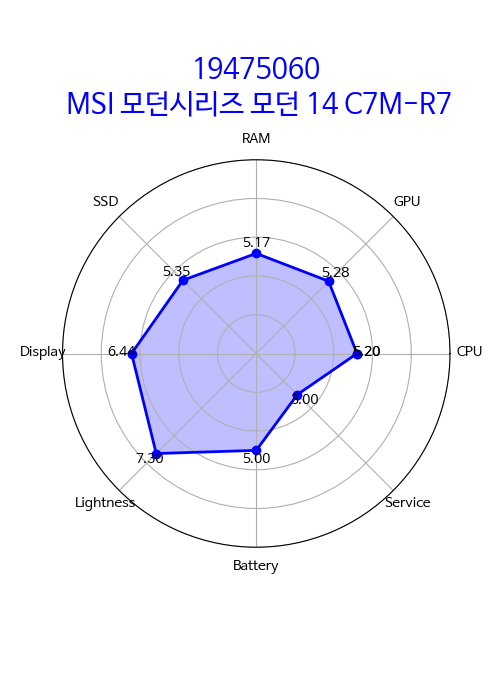 19475060
MSI 모던시리즈 모던 14 C7M-R7
RAM
SSD
GPU
5.17
5.35
5.28
Display
6.44
5.20
CPU
3.00
7.30
5.00
Lightness
Service
Battery